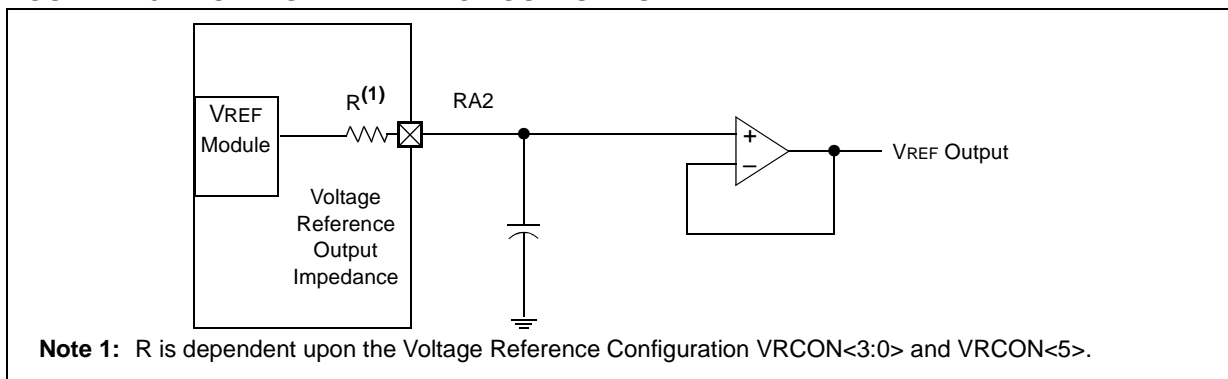 VREF
Module
R(1)
RA2
Voltage
Reference
Output
Impedance
+
–
VREF Output
Note 1: R is dependent upon the Voltage Reference Configuration VRCON<3:0> and VRCON<5>.